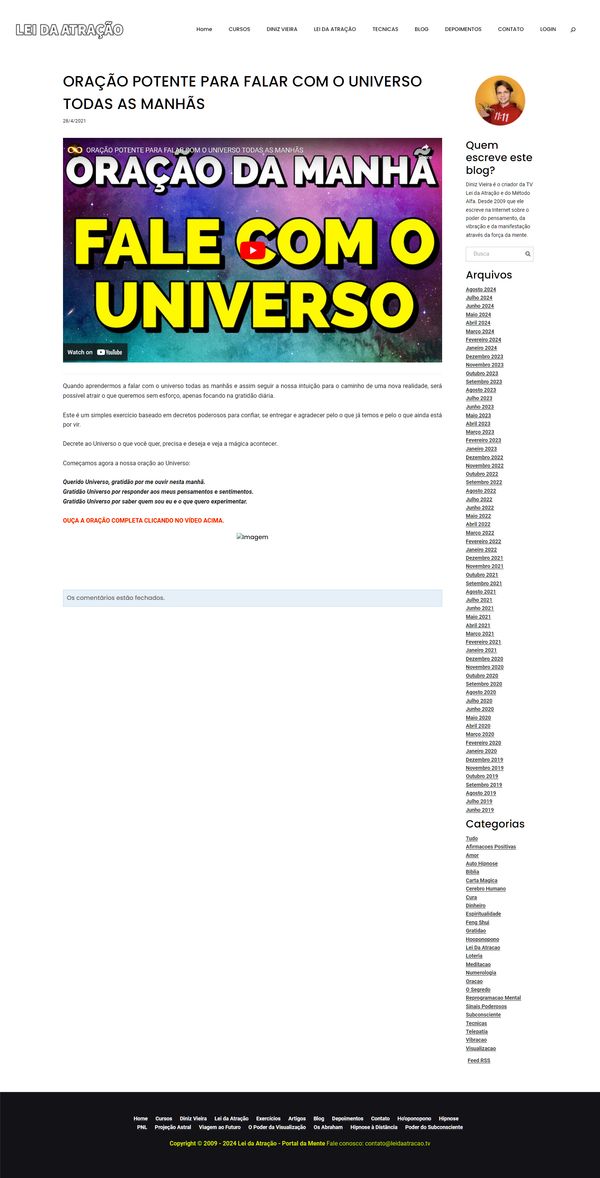 LEI DA ATRAÇÃO
Home CURSOS DINIZ VIEIRA LEI DA ATRAÇÃO TECNICAS BLOG DEPOIMENTOS CONTATO LOGIN
ORAÇÃO POTENTE PARA FALAR COM O UNIVERSO
TODAS AS MANHÃS
28/4/2021
ORAÇÃO POTENTE PARA FALAR COM O UNIVERSO TODAS AS MANHÃS
ORAÇÃO DA MANHÃ
FALE COM O
UNIVERSO
Watch on YouTube
Quando aprendermos a falar com o universo todas as manhãs e assim seguir a nossa intuição para o caminho de uma nova realidade, será
possível atrair o que queremos sem esforço, apenas focando na gratidão diária.
Este é um simples exercício baseado em decretos poderosos para confiar, se entregar e agradecer pelo o que já temos e pelo o que ainda está
por vir.
Decrete ao Universo o que você quer, precisa e deseja e veja a mágica acontecer.
Começamos agora a nossa oração ao Universo:
Querido Universo, gratidão por me ouvir nesta manhã.
Gratidão Universo por responder aos meus pensamentos e sentimentos.
Gratidão Universo por saber quem sou eu e o que quero experimentar.
OUÇA A ORAÇÃO COMPLETA CLICANDO NO VÍDEO ACIMA.
Imagem
Os comentários estão fechados.
11:11
Quem
escreve este
blog?
Diniz Vieira é o criador da TV
Lei da Atração e do Método
Alfa. Desde 2009 que ele
escreve na Internet sobre o
poder do pensamento, da
vibração e da manifestação
através da força da mente.
Busca
Arquivos
Agosto 2024
Julho 2024
Junho 2024
Maio 2024
Abril 2024
Março 2024
Fevereiro 2024
Janeiro 2024
Dezembro 2023
Novembro 2023
Outubro 2023
Setembro 2023
Agosto 2023
Julho 2023
Junho 2023
Maio 2023
Abril 2023
Março 2023
Fevereiro 2023
Janeiro 2023
Dezembro 2022
Novembro 2022
Outubro 2022
Setembro 2022
Agosto 2022
Julho 2022
Junho 2022
Maio 2022
Abril 2022
Março 2022
Fevereiro 2022
Janeiro 2022
Dezembro 2021
Novembro 2021
Outubro 2021
Setembro 2021
Agosto 2021
Julho 2021
Junho 2021
Maio 2021
Abril 2021
Março 2021
Fevereiro 2021
Janeiro 2021
Dezembro 2020
Novembro 2020
Outubro 2020
Setembro 2020
Agosto 2020
Julho 2020
Junho 2020
Maio 2020
Abril 2020
Março 2020
Fevereiro 2020
Janeiro 2020
Dezembro 2019
Novembro 2019
Outubro 2019
Setembro 2019
Agosto 2019
Julho 2019
Junho 2019
Categorias
Tudo
Afirmacoes Positivas
Amor
Auto Hipnose
Biblia
Carta Magica
Cerebro Humano
Cura
Dinheiro
Espiritualidade
Feng Shui
Gratidao
Hooponopono
Lei Da Atracao
Loteria
Meditacao
Numerologia
Oracao
O Segredo
Reprogramacao Mental
Sinais Poderosos
Subconsciente
Tecnicas
Telepatia
Vibracao
Visualizacao
Feed RSS
Home Cursos Diniz Vieira Lei da Atração Exercícios Artigos Blog Depoimentos Contato Ho'oponopono Hipnose
PNL Projeção Astral Viagem ao Futuro O Poder da Visualização Os Abraham Hipnose à Distância Poder do Subconsciente
Copyright © 2009 - 2024 Lei da Atração - Portal da Mente Fale conosco: contato@leidaatracao.tv